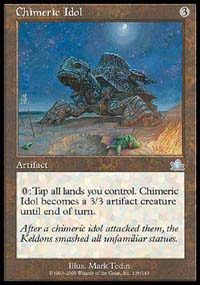 Chimeric Idol 3
Artifact
0: Tap all lands you control. Chimeric
Idol becomes a 3/3 artifact creature
until end of turn.
After a chimeric idol attacked them, the
Keldons smashed all unfamiliar statues.
Illus. Mark Tedin